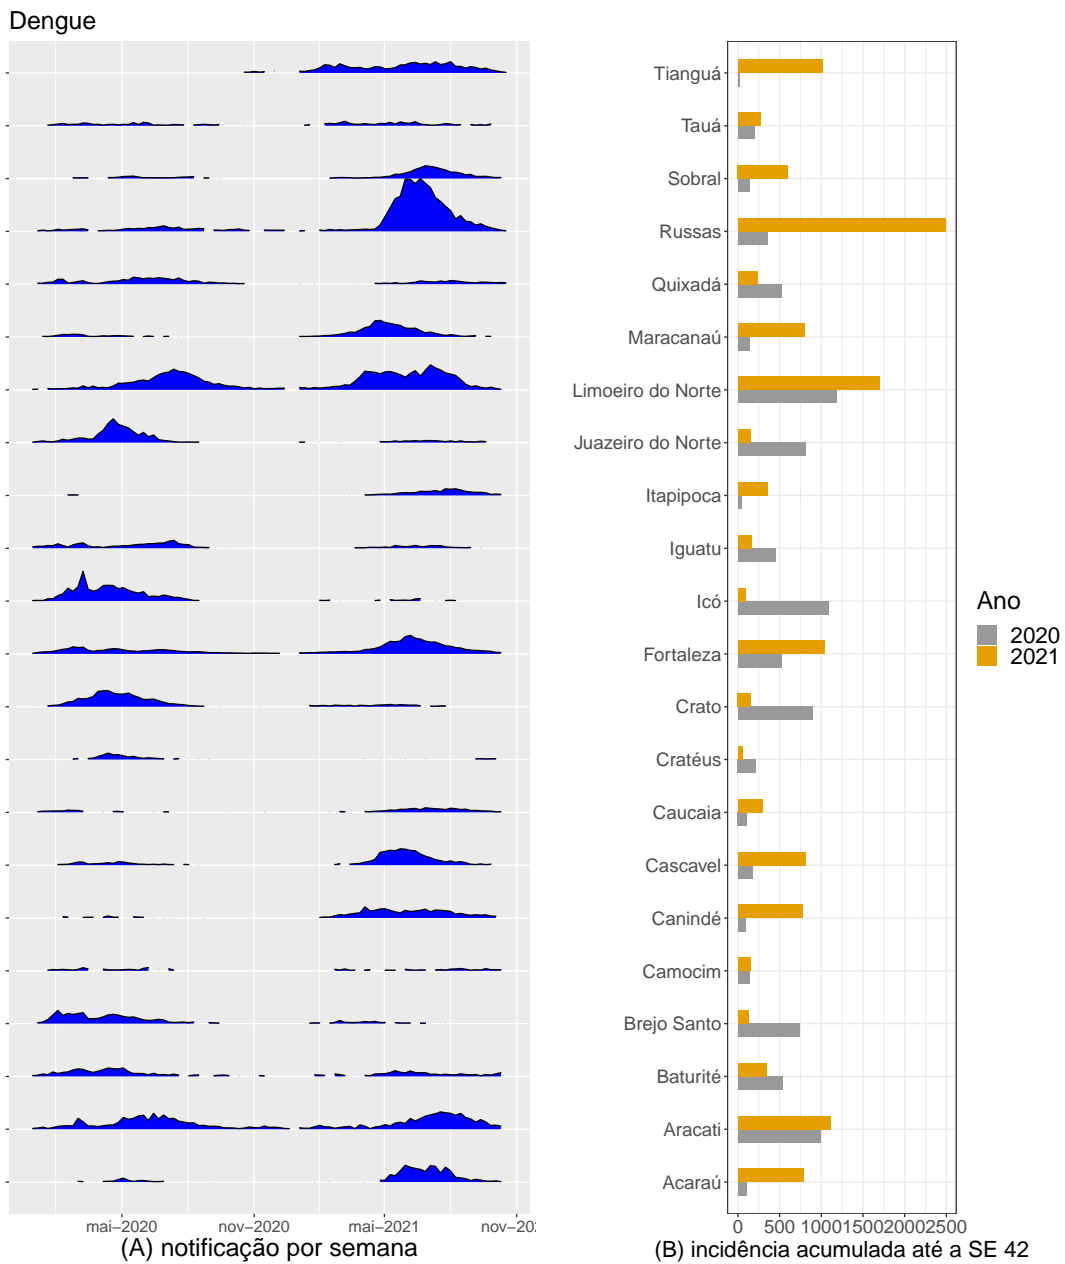 Dengue
Tianguá
Tauá
Sobral
Russas
Quixadá
Maracanaú
Limoeiro do Norte
Juazeiro do Norte
Itapipoca
Iguatu
Icó
Fortaleza
Crato
Cratéus
Caucaia
Cascavel
Canindé
Camocim
Brejo Santo
Baturité
Aracati
Acaraú
mai–2020 nov–2020 mai–2021 nov–202
(A) notificação por semana
0 500 1000 1500 2000 2500
(B) incidência acumulada até a SE 42
Ano
2020
2021